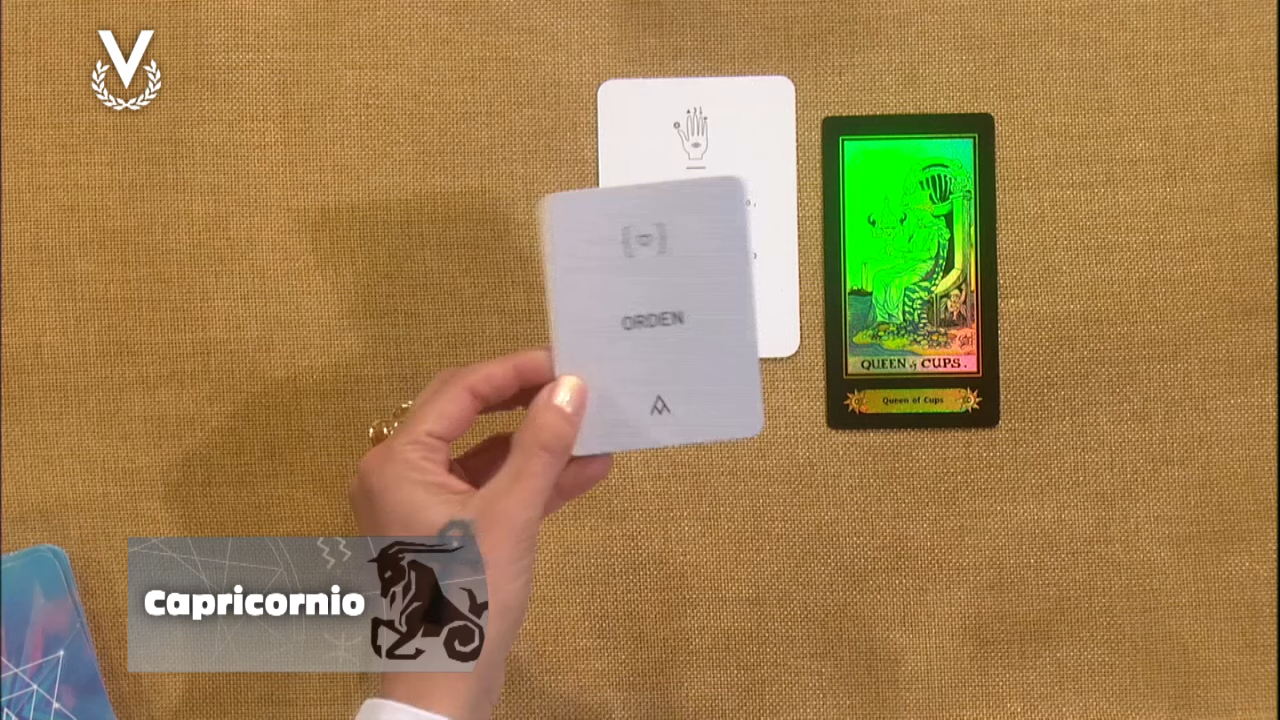 V
ORDEN
QUEEN of CUPS.
Queen of Cups
Capricornio